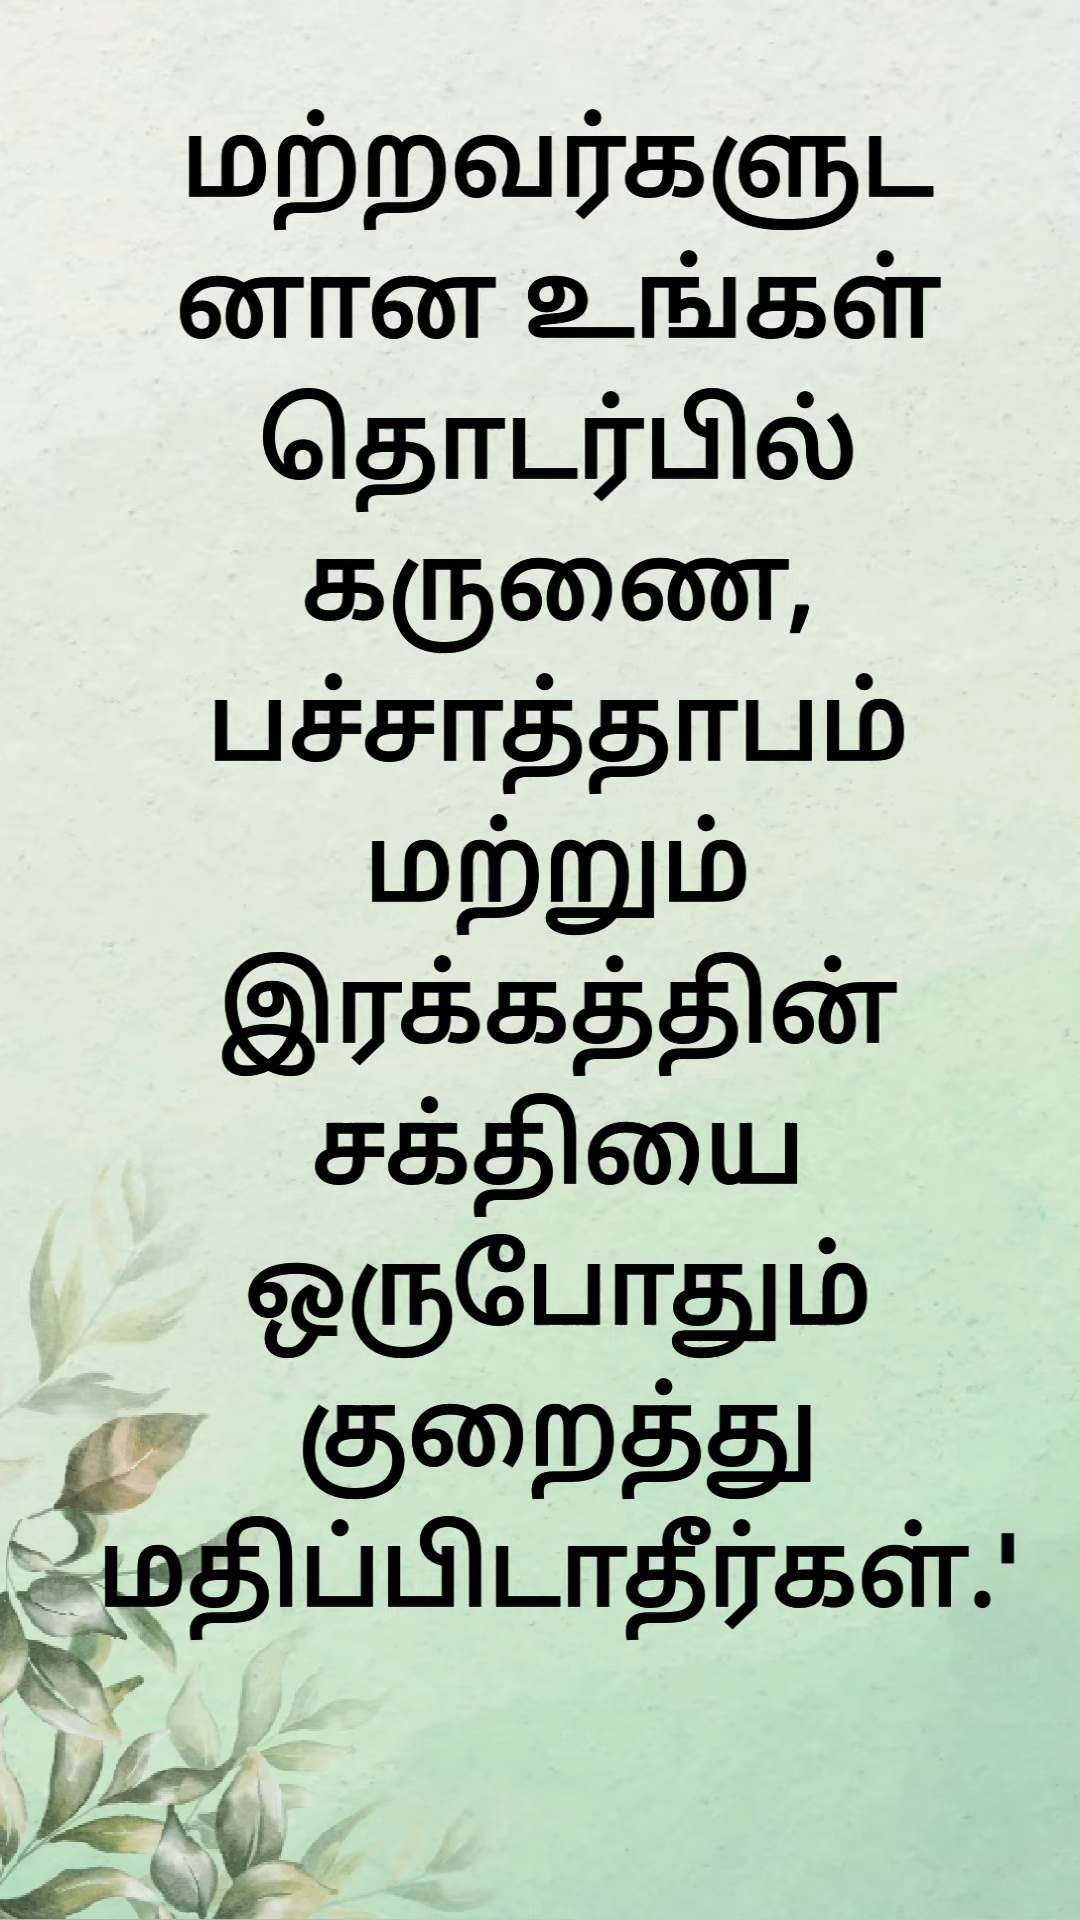 மற்றவர்களுட
னான உங்கள்
தொடர்பில்
கருணை,
பச்சாத்தாபம்
மற்றும்
இரக்கத்தின்
சக்தியை
ஒருபோதும்
குறைத்து
மதிப்பிடாதீர்கள்.'